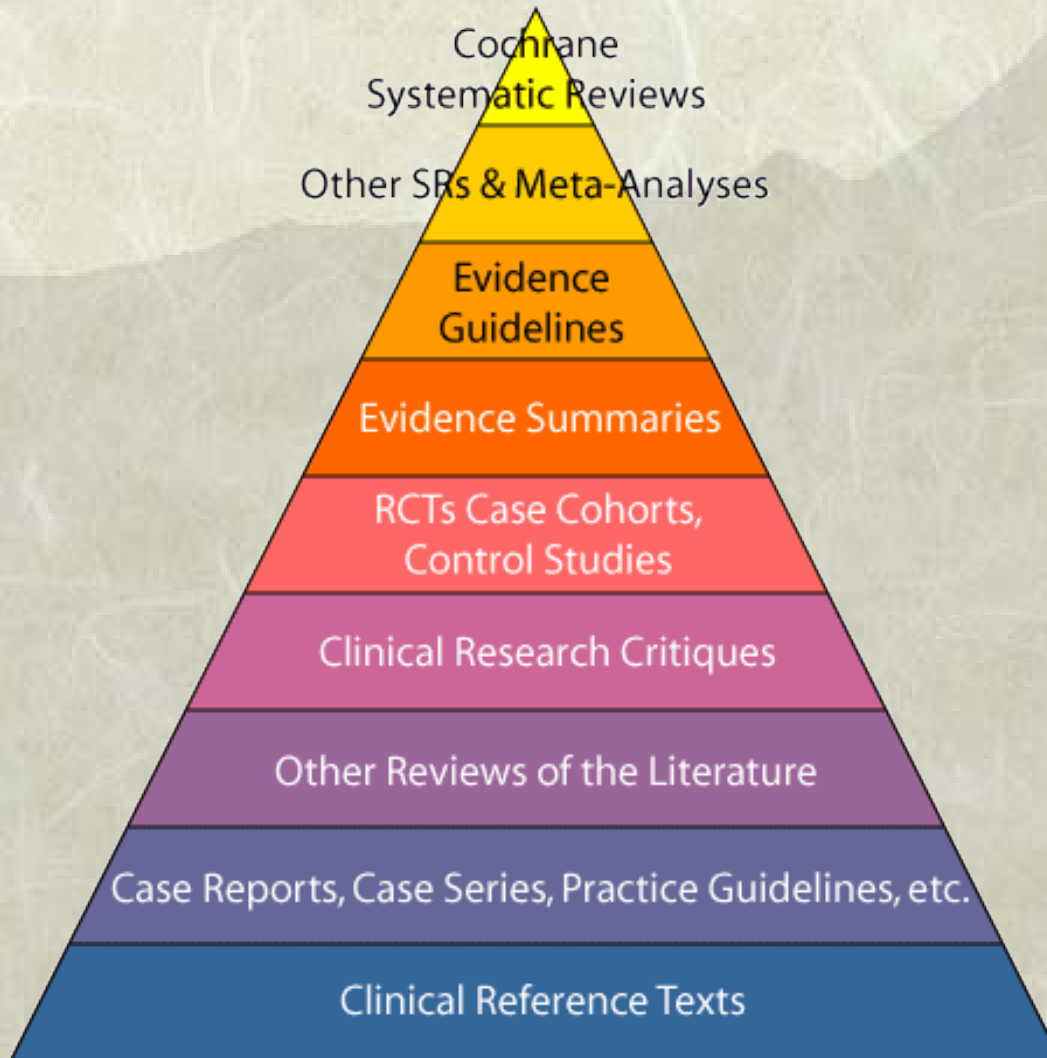 Cochrane
Systematic Reviews
Other SRs & Meta-Analyses
Evidence
Guidelines
Evidence Summaries
RCTs Case Cohorts,
Control Studies
Clinical Research Critiques
Other Reviews of the Literature
Case Reports, Case Series, Practice Guidelines, etc.
Clinical Reference Texts